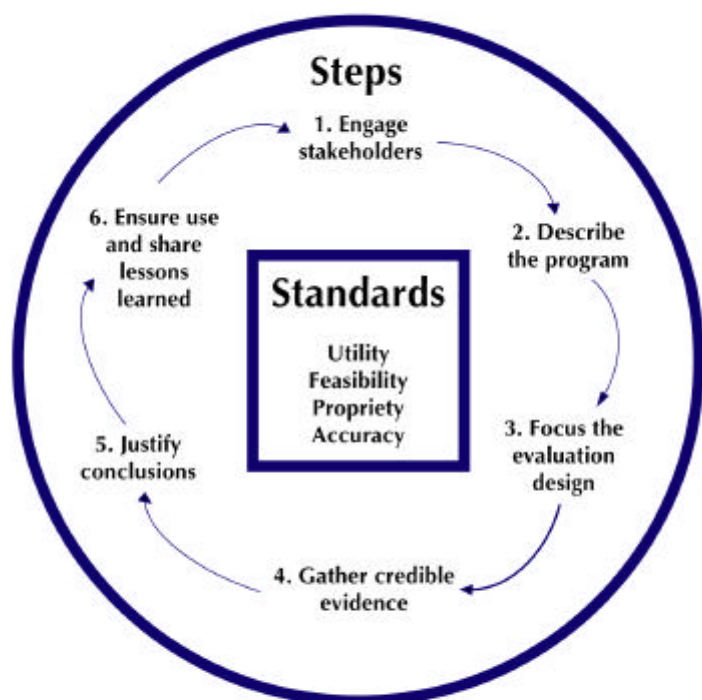 Steps
1. Engage
stakeholders
2. Describe
the program
3. Focus the
evaluation
design
4. Gather credible
evidence
5. Justify
conclusions
6. Ensure use
and share
lessons
learned
Standards
Utility
Feasibility
Propriety
Accuracy